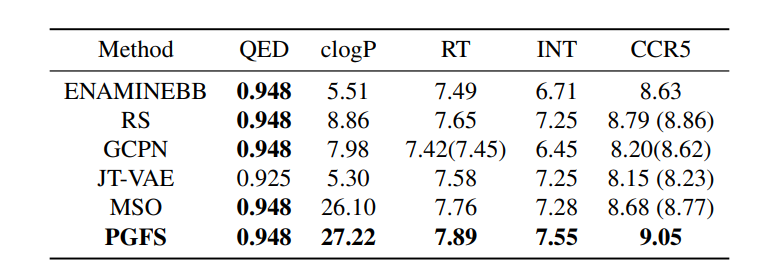 Method QED clogP RT INT CCR5
ENAMINEBB 0.948 5.51 7.49 6.71 8.63
RS 0.948 8.86 7.65 7.25 8.79 (8.86)
GCPN 0.948 7.98 7.42(7.45) 6.45 8.20(8.62)
JT-VAE 0.925 5.30 7.58 7.25 8.15 (8.23)
MSO 0.948 26.10 7.76 7.28 8.68 (8.77)
PGFS 0.948 27.22 7.89 7.55 9.05